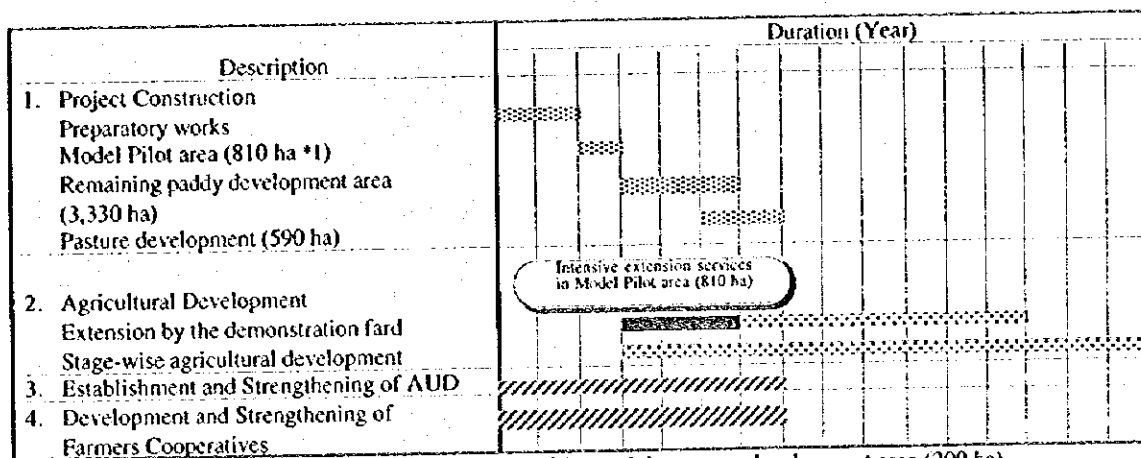 Duration (Year)
Description
1. Project Construction
Preparatory works
Model Pilot area (810 ha *1)
Remaining paddy development area
(3,330 ha)
Pasture development (590 ha)
Intensive extension services
in Model Pilot area (810 ha)
2. Agricultural Development
Extension by the demonstration fard
Stage-wise agricultural development
3. Establishment and Strengthening of AUD
4. Development and Strengthening of
Farmers Cooperatives
(200 ha)